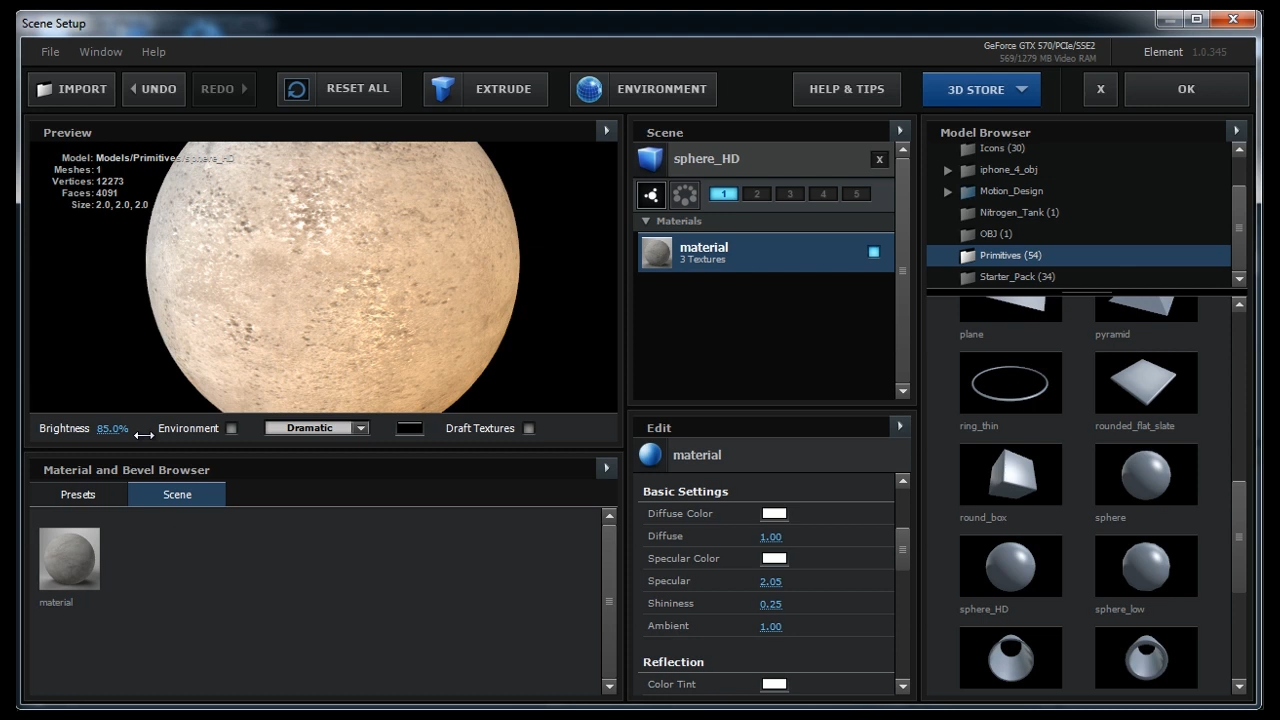 Scene Setup
File Window Help
GeForce GTX 570/PCIe/SSE2
569/1279 MB Video RAM
Element 1.0.345
IMPORT UNDO REDO RESET ALL EXTRUDE ENVIRONMENT HELP & TIPS 3D STORE X OK
Preview
Model: Models/Primitives/sphere_HD
Meshes: 1
Vertices: 12273
Faces: 4091
Size: 2.0, 2.0, 2.0
Brightness 85.0% Environment Dramatic Draft Textures
Material and Bevel Browser
Presets Scene
material
Scene
sphere_HD X
1 2 3 4 5
Materials
material
3 Textures
Edit
material
Basic Settings
Diffuse Color
Diffuse 1.00
Specular Color
Specular 2.05
Shininess 0.25
Ambient 1.00
Reflection
Color Tint
Model Browser
Icons (30)
iphone_4_obj
Motion_Design
Nitrogen_Tank (1)
OBJ (1)
Primitives (54)
Starter_Pack (34)
plane pyramid
ring_thin rounded_flat_slate
round_box sphere
sphere_HD sphere_low